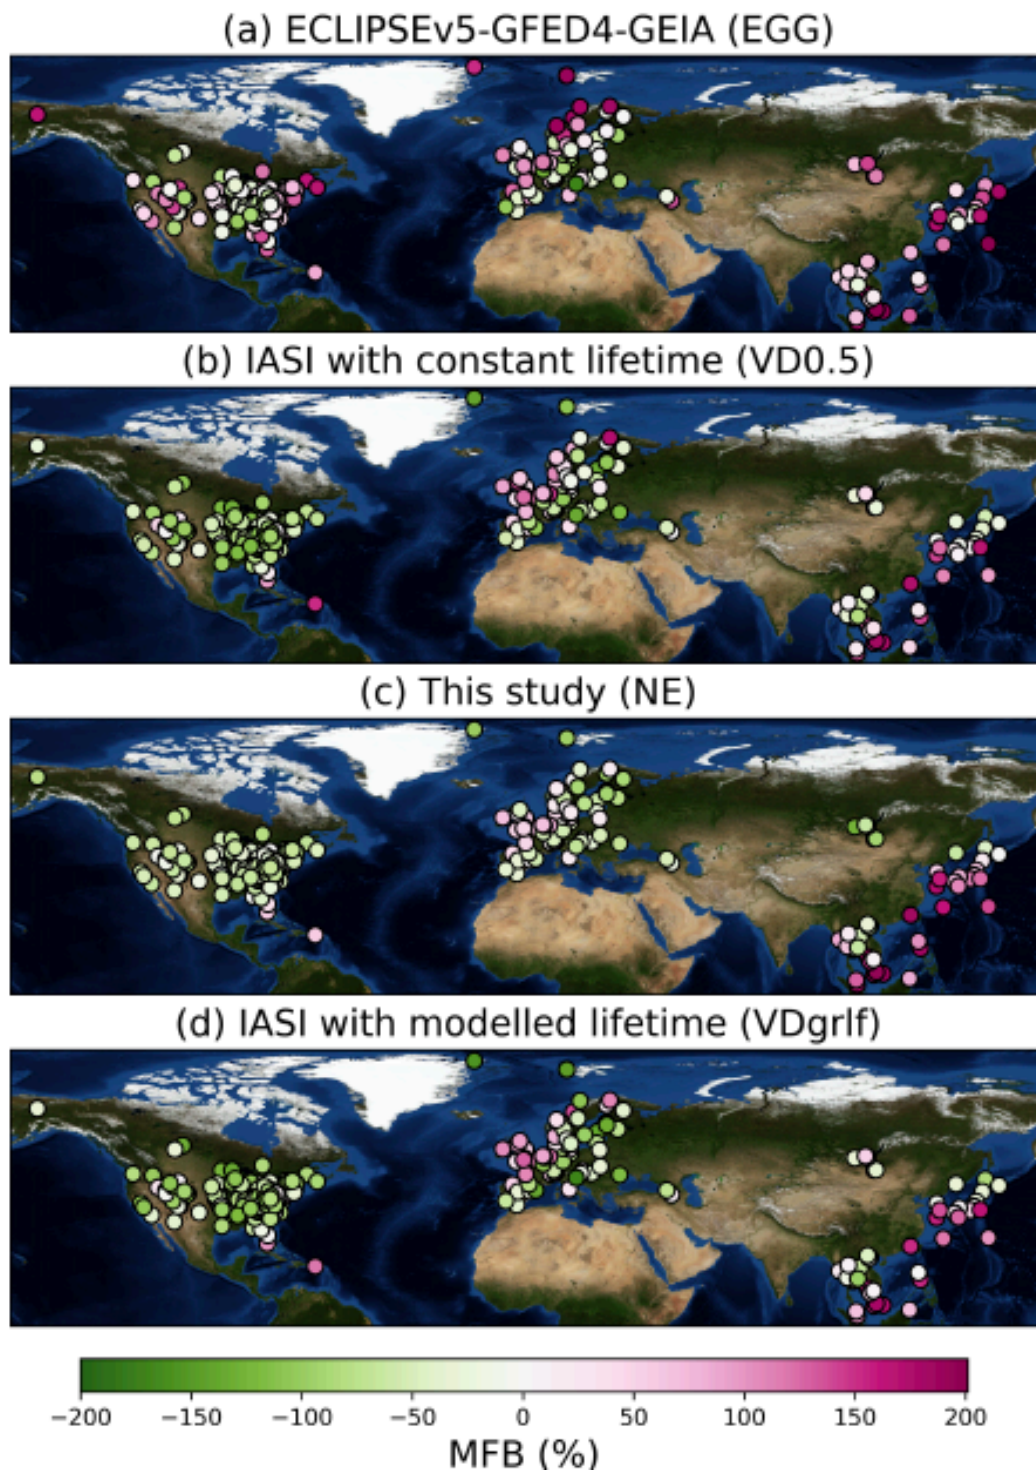 (a) ECLIPSEv5-GFED4-GEIA (EGG)
(b) IASI with constant lifetime (VD0.5)
(c) This study (NE)
(d) IASI with modelled lifetime (VDgrlf)
−200 −150 −100 −50 0 50 100 150 200
MFB (%)